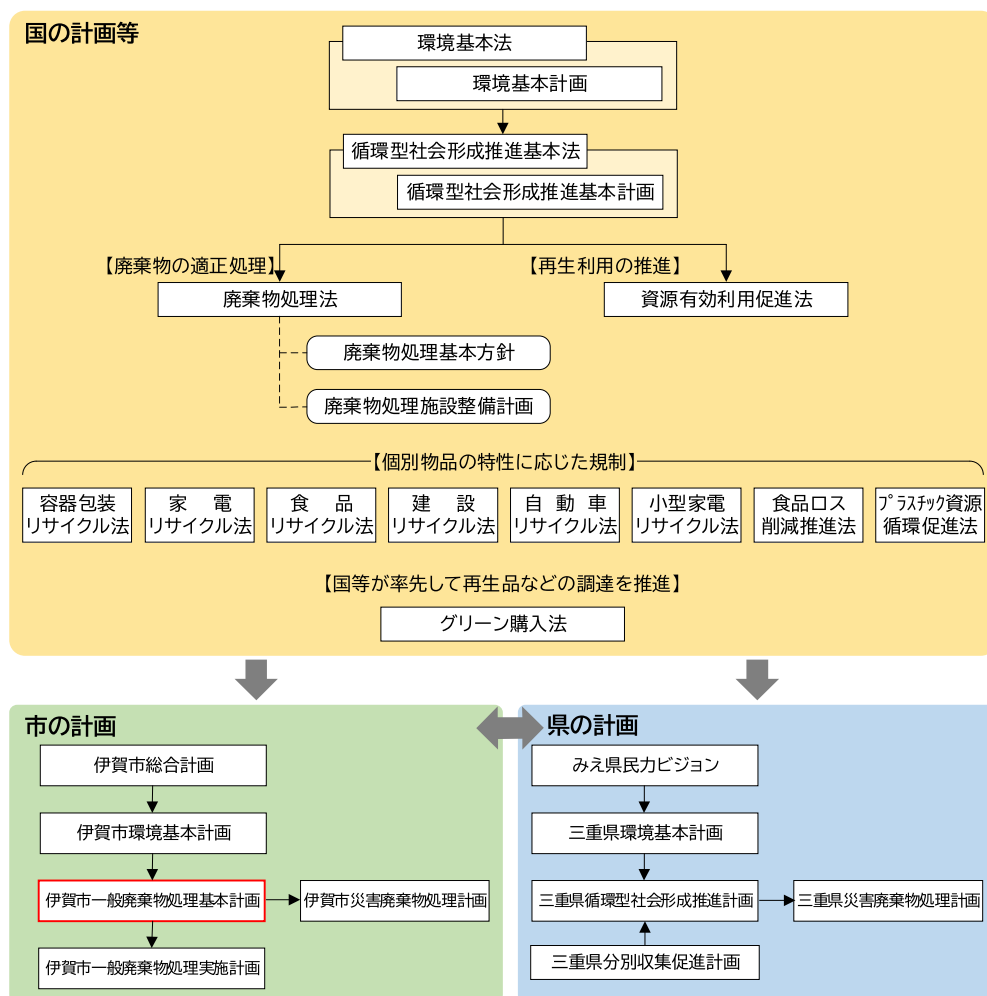 国の計画等
環境基本法
環境基本計画
循環型社会形成推進基本法
循環型社会形成推進基本計画
【廃棄物の適正処理】
【再生利用の推進】
廃棄物処理法
資源有効利用促進法
廃棄物処理基本方針
廃棄物処理施設整備計画
【個別物品の特性に応じた規制】
容器包装
リサイクル法
家電
リサイクル法
食品
リサイクル法
建設
リサイクル法
自動車
リサイクル法
小型家電
リサイクル法
食品ロス
削減推進法
ﾌﾟﾗｽﾁｯｸ資源
循環促進法
【国等が率先して再生品などの調達を推進】
グリーン購入法
市の計画
伊賀市総合計画
伊賀市環境基本計画
伊賀市一般廃棄物処理基本計画
伊賀市災害廃棄物処理計画
伊賀市一般廃棄物処理実施計画
県の計画
みえ県民力ビジョン
三重県環境基本計画
三重県循環型社会形成推進計画
三重県災害廃棄物処理計画
三重県分別収集促進計画